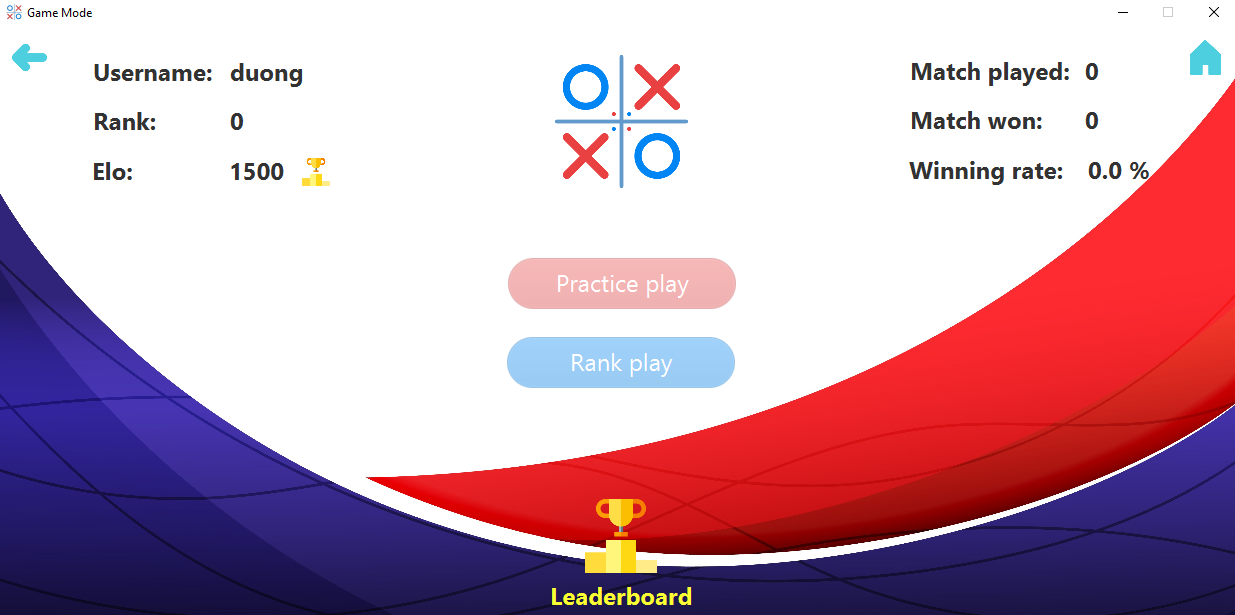 Game Mode
Username: duong
Rank: 0
Elo: 1500
Match played: 0
Match won: 0
Winning rate: 0.0 %
Practice play
Rank play
Leaderboard